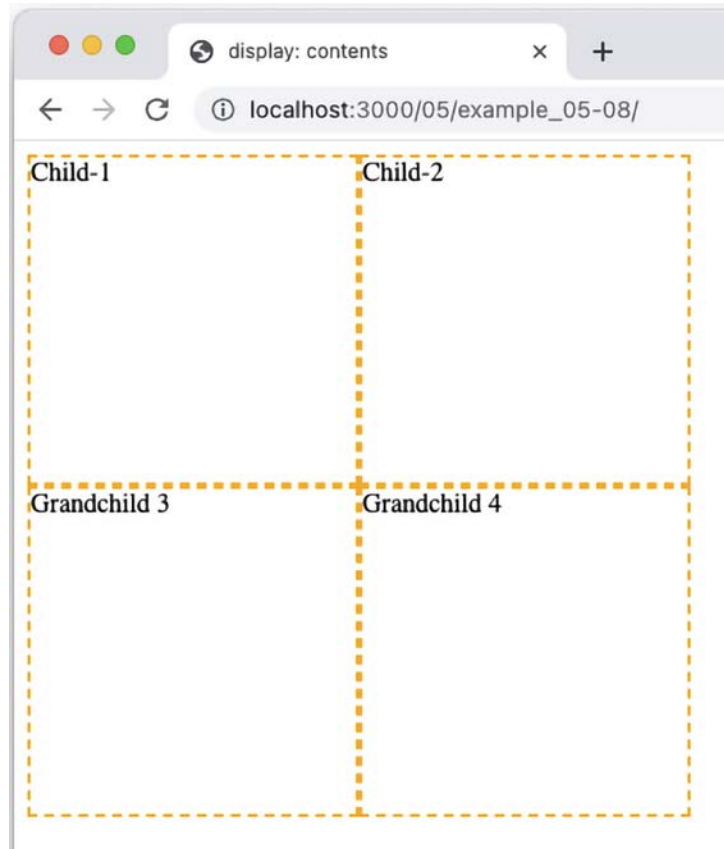 display: contents
localhost:3000/05/example_05-08/
Child-1
Child-2
Grandchild 3
Grandchild 4